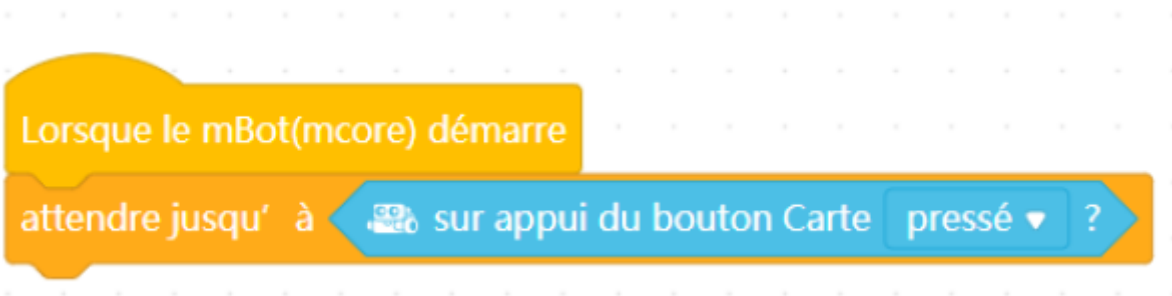 Lorsque le mBot(mcore) démarre
attendre jusqu' à sur appui du bouton Carte pressé ?